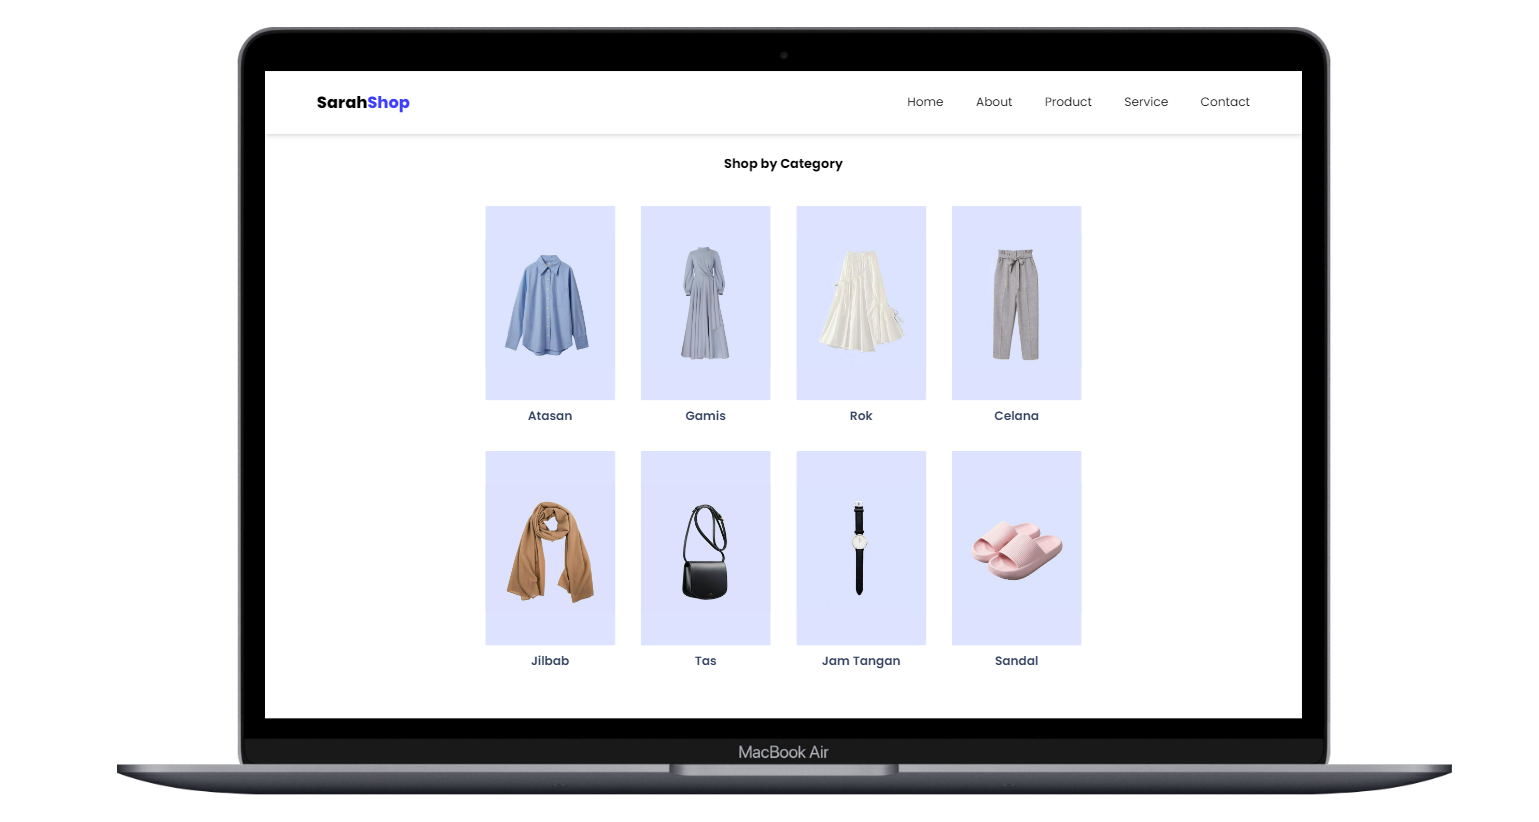 SarahShop
Home About Product Service Contact
Shop by Category
Atasan Gamis Rok Celana
Jilbab Tas Jam Tangan Sandal
MacBook Air